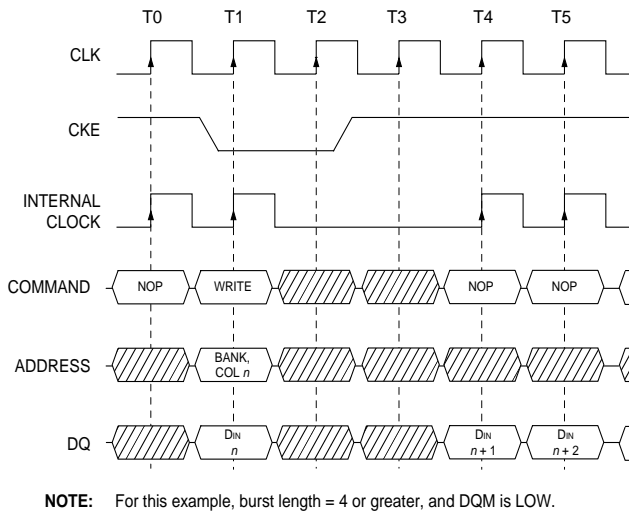 T0 T1 T2 T3 T4 T5
CLK
CKE
INTERNAL
CLOCK
COMMAND NOP WRITE NOP NOP
ADDRESS BANK,
COL n
DQ DIN DIN DIN
n n + 1 n + 2
NOTE: For this example, burst length = 4 or greater, and DQM is LOW.